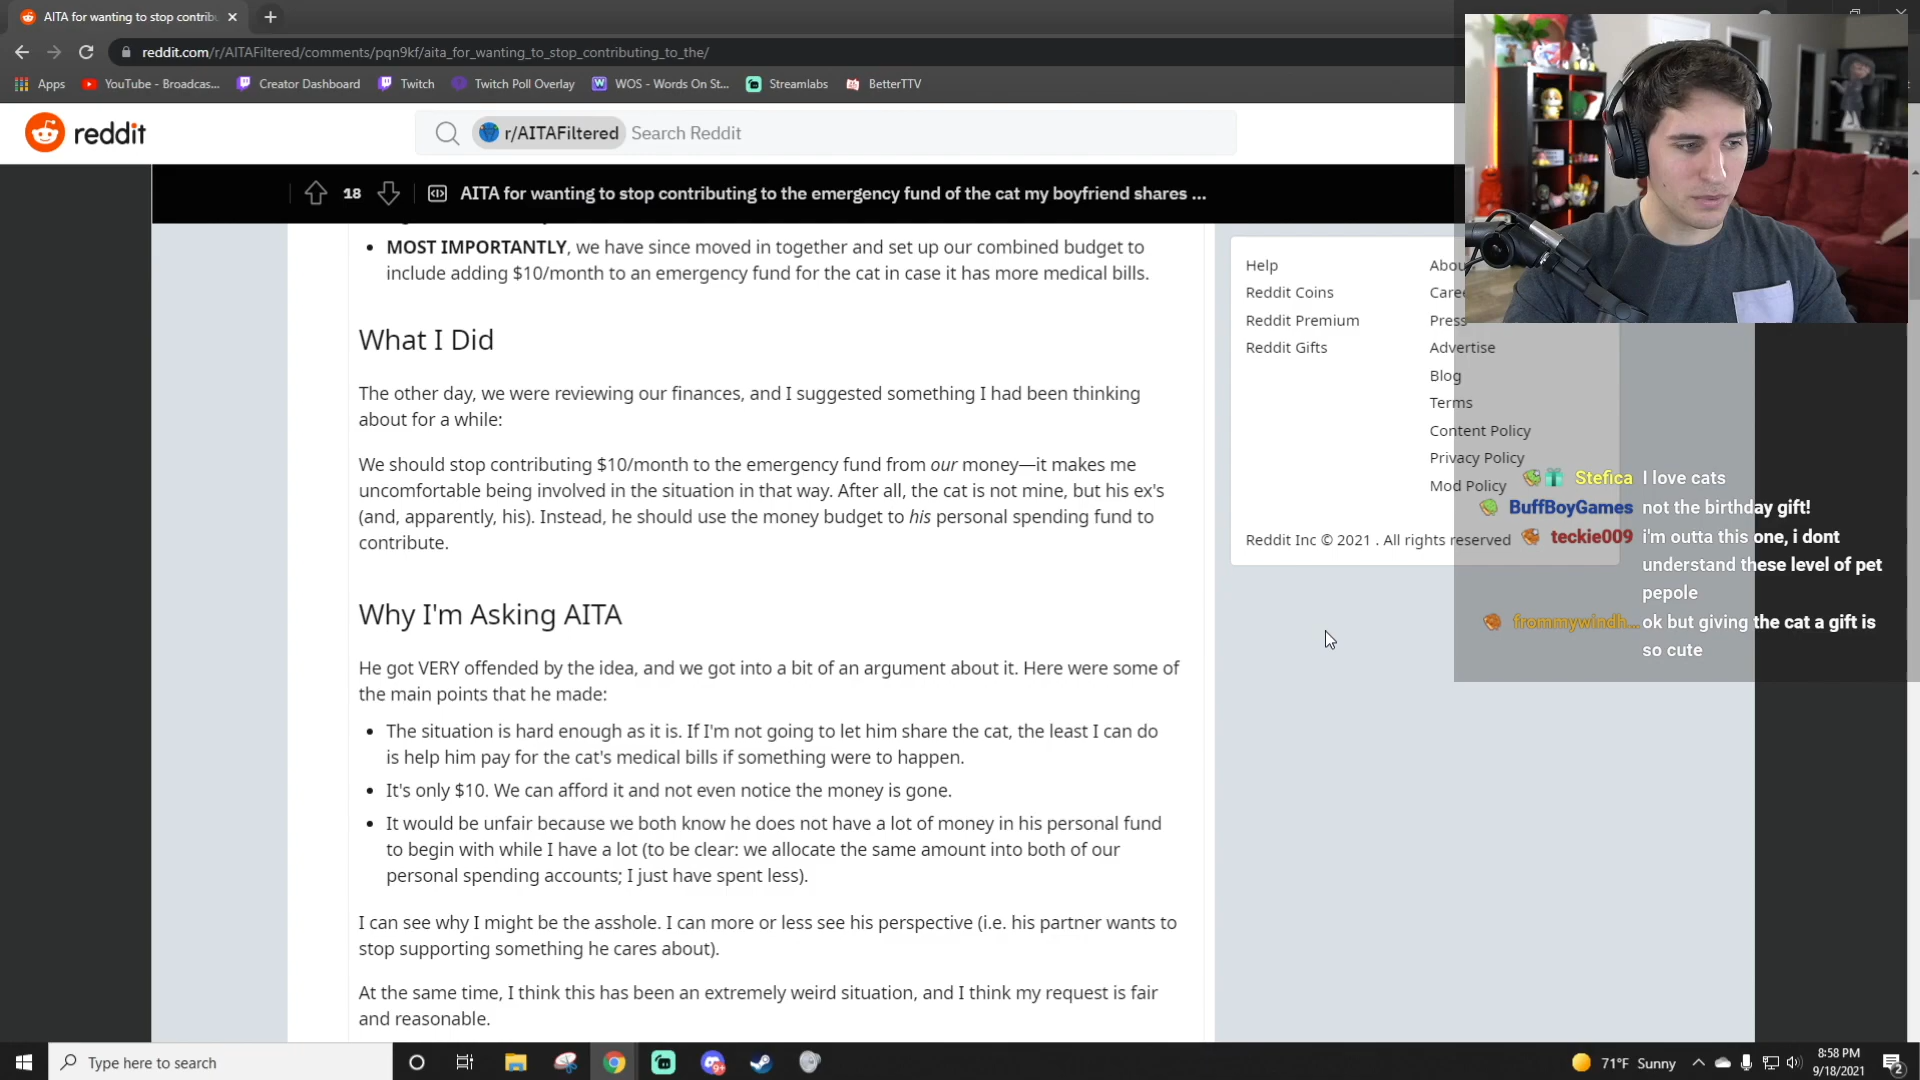 AITA for wanting to stop contrib
reddit.com/r/AITAFiltered/comments/pqn9kf/aita_for_wanting_to_stop_contributing_to_the/
Apps
YouTube - Broadcas...
Creator Dashboard
Twitch
Twitch Poll Overlay
WOS - Words On St...
Streamlabs
BetterTTV
reddit
r/AITAFiltered
Search Reddit
18
AITA for wanting to stop contributing to the emergency fund of the cat my boyfriend shares ...
• MOST IMPORTANTLY, we have since moved in together and set up our combined budget to
include adding $10/month to an emergency fund for the cat in case it has more medical bills.
What I Did
The other day, we were reviewing our finances, and I suggested something I had been thinking
about for a while:
We should stop contributing $10/month to the emergency fund from our money—it makes me
uncomfortable being involved in the situation in that way. After all, the cat is not mine, but his ex's
(and, apparently, his). Instead, he should use the money budget to his personal spending fund to
contribute.
Why I'm Asking AITA
He got VERY offended by the idea, and we got into a bit of an argument about it. Here were some of
the main points that he made:
• The situation is hard enough as it is. If I'm not going to let him share the cat, the least I can do
is help him pay for the cat's medical bills if something were to happen.
• It's only $10. We can afford it and not even notice the money is gone.
• It would be unfair because we both know he does not have a lot of money in his personal fund
to begin with while I have a lot (to be clear: we allocate the same amount into both of our
personal spending accounts; I just have spent less).
I can see why I might be the asshole. I can more or less see his perspective (i.e. his partner wants to
stop supporting something he cares about).
At the same time, I think this has been an extremely weird situation, and I think my request is fair
and reasonable.
Help
Reddit Coins
Reddit Premium
Reddit Gifts
Abou
Caree
Press
Advertise
Blog
Terms
Content Policy
Privacy Policy
Mod Policy
Reddit Inc © 2021 . All rights reserved
Stefica I love cats
BuffBoyGames not the birthday gift!
teckie009 i'm outta this one, i dont
understand these level of pet
pepole
frommywindh... ok but giving the cat a gift is
so cute
Type here to search
9+
71°F Sunny
8:58 PM
9/18/2021
2